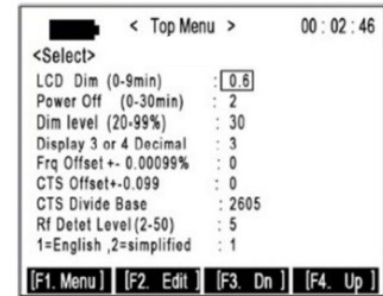 < Top Menu > 00 : 02 : 46
<Select>
LCD Dim (0-9min) : 0.6
Power Off (0-30min) : 2
Dim level (20-99%) : 30
Display 3 or 4 Decimal : 3
Frq Offset +- 0.00099% : 0
CTS Offset+-0.099 : 0
CTS Divide Base : 2605
Rf Detet Level (2-50) : 5
1=English ,2=simplified : 1
[F1. Menu] [F2. Edit ] [F3. Dn ] [F4. Up ]